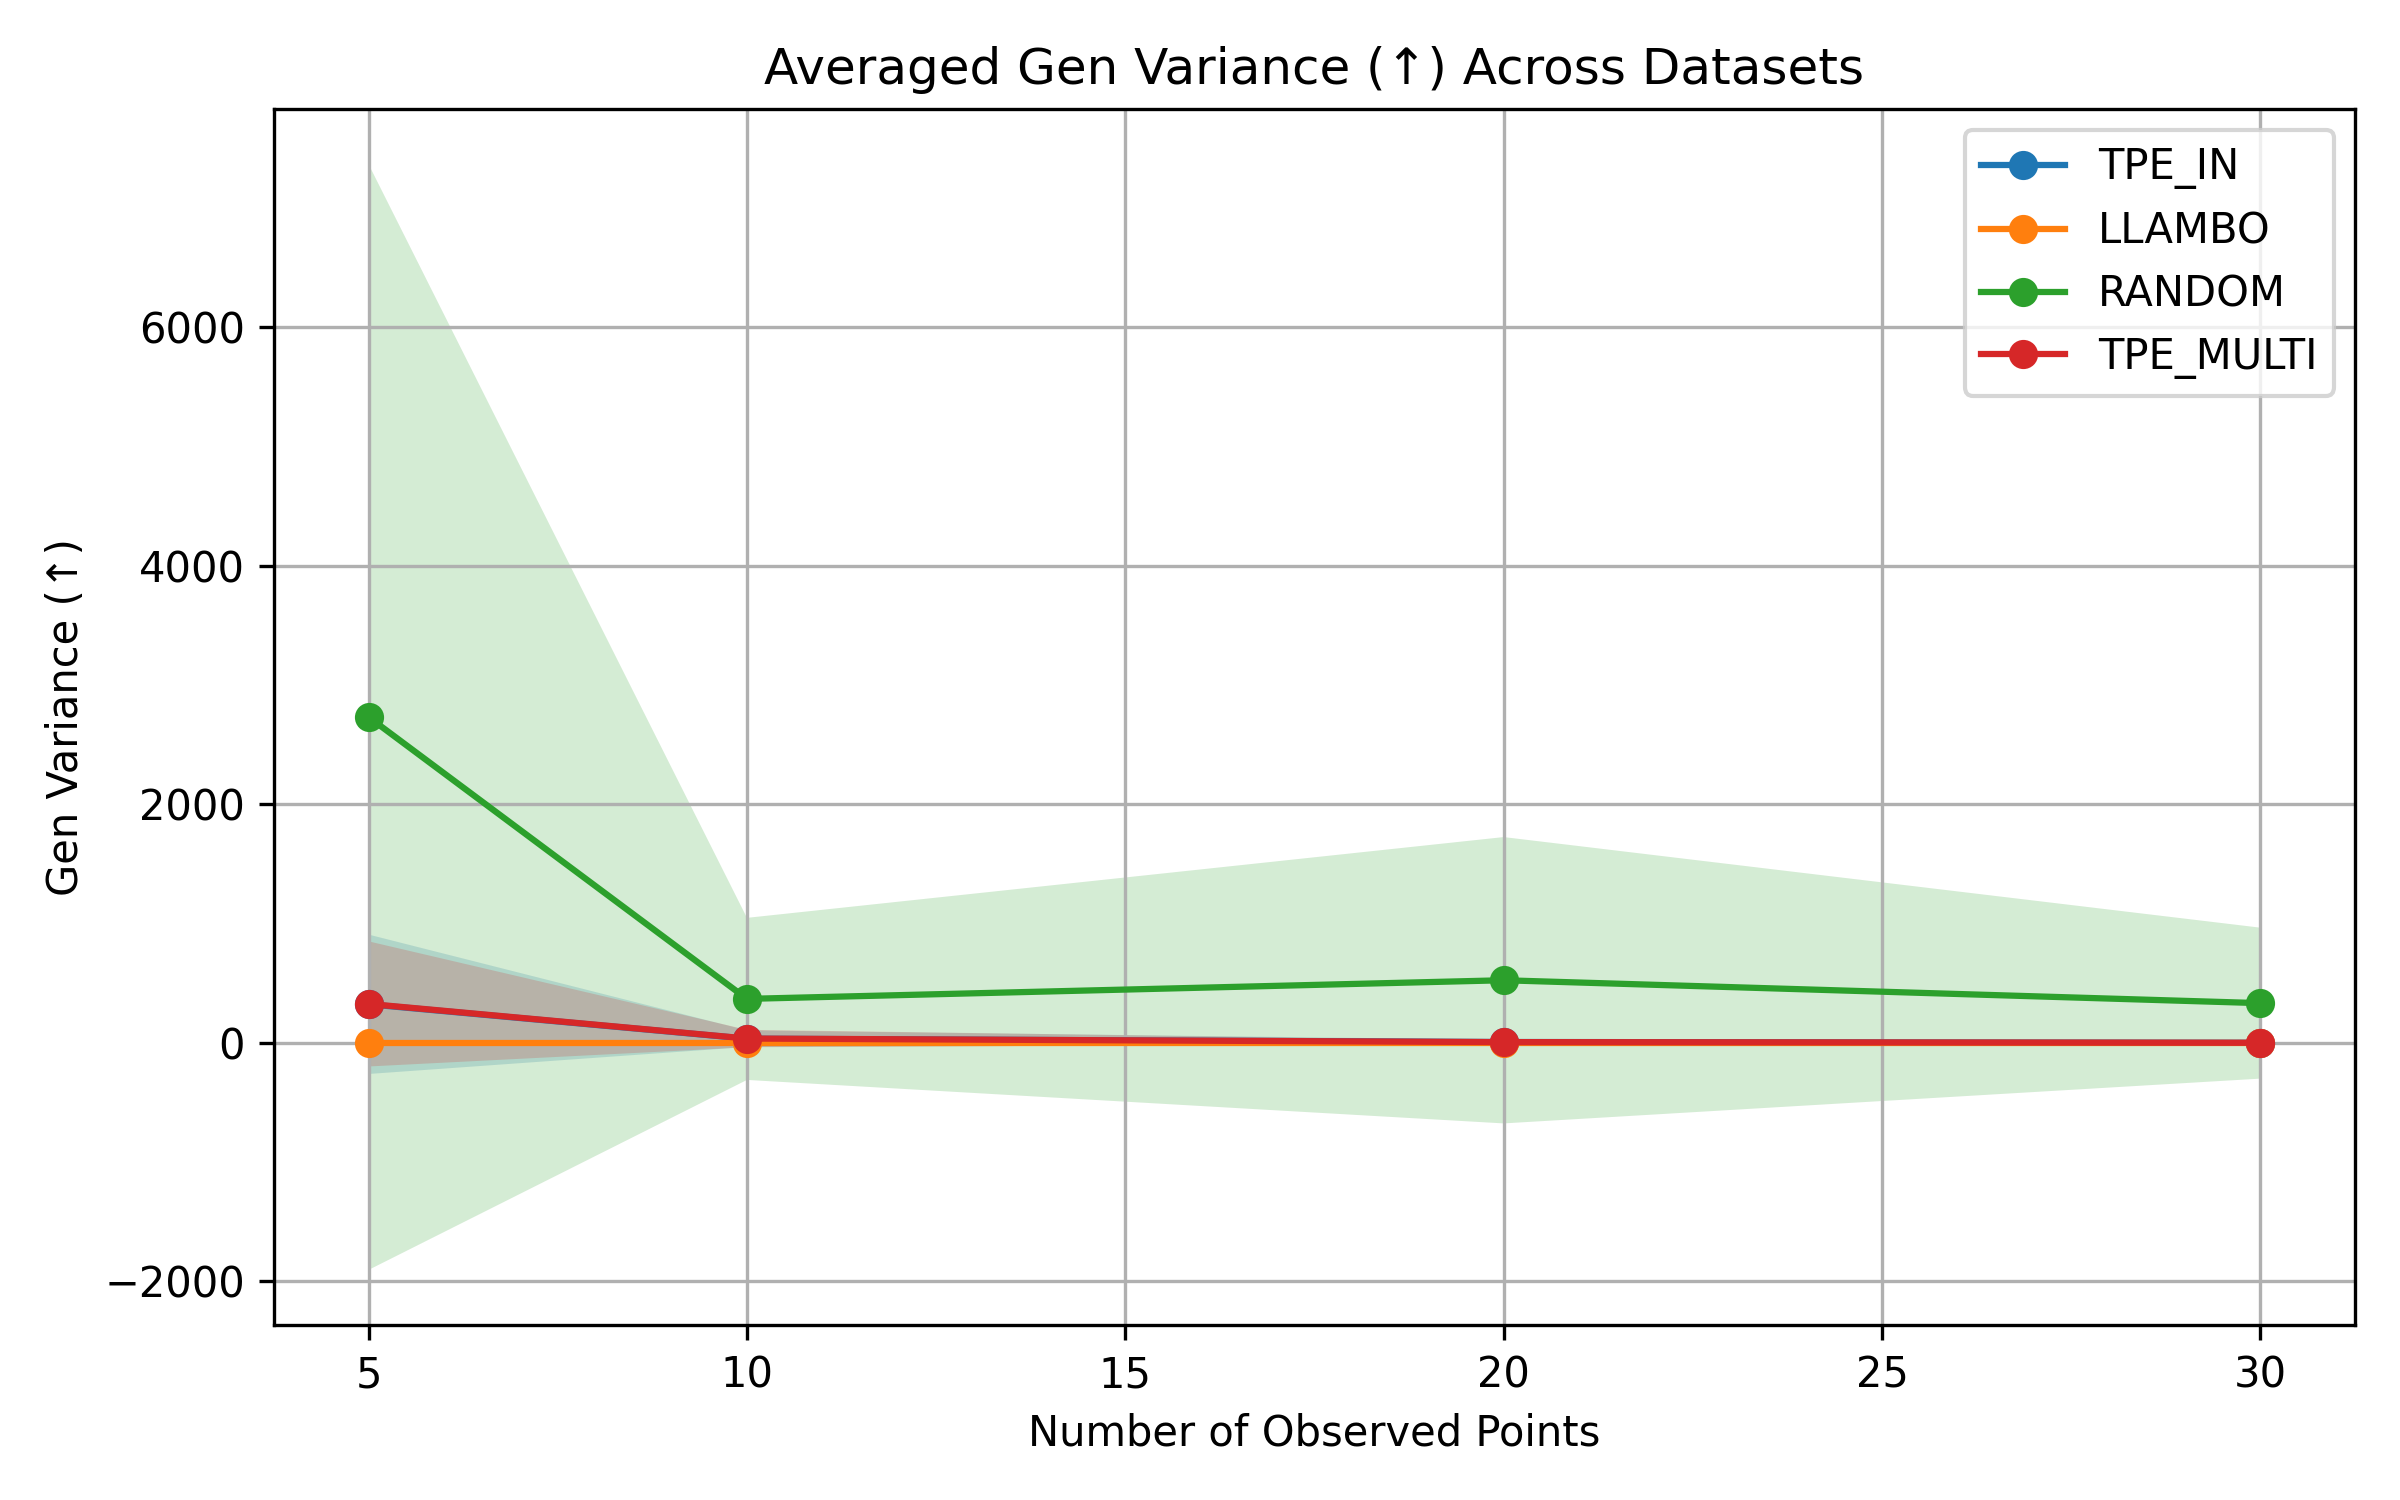 Averaged Gen Variance (↑) Across Datasets
TPE_IN
LLAMBO
RANDOM
TPE_MULTI
Gen Variance (↑)
6000
4000
2000
0
−2000
5 10 15 20 25 30
Number of Observed Points